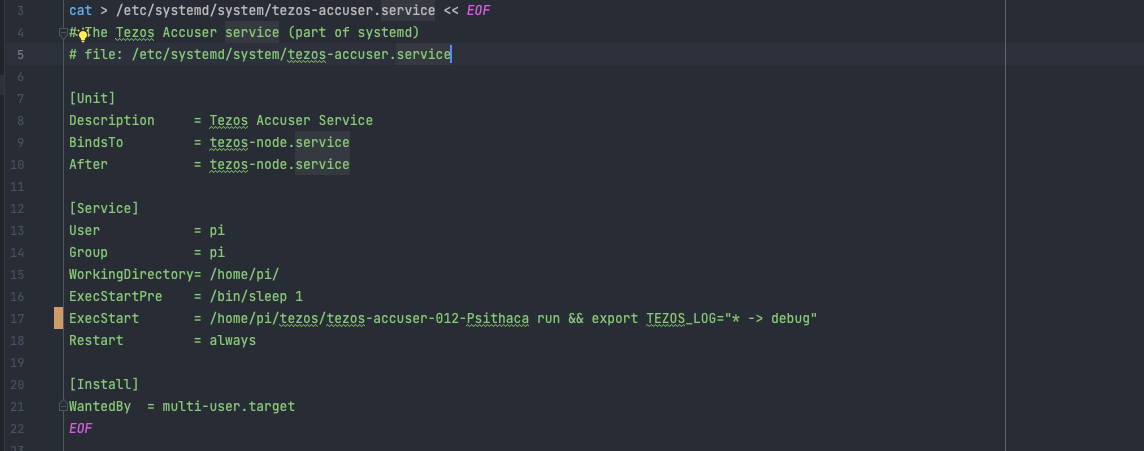 3 cat > /etc/systemd/system/tezos-accuser.service << EOF
4 # The Tezos Accuser service (part of systemd)
5 # file: /etc/systemd/system/tezos-accuser.service
6
7 [Unit]
8 Description = Tezos Accuser Service
9 BindsTo = tezos-node.service
10 After = tezos-node.service
11
12 [Service]
13 User = pi
14 Group = pi
15 WorkingDirectory= /home/pi/
16 ExecStartPre = /bin/sleep 1
17 ExecStart = /home/pi/tezos/tezos-accuser-012-Psithaca run && export TEZOS_LOG="* -> debug"
18 Restart = always
19
20 [Install]
21 WantedBy = multi-user.target
22 EOF
23